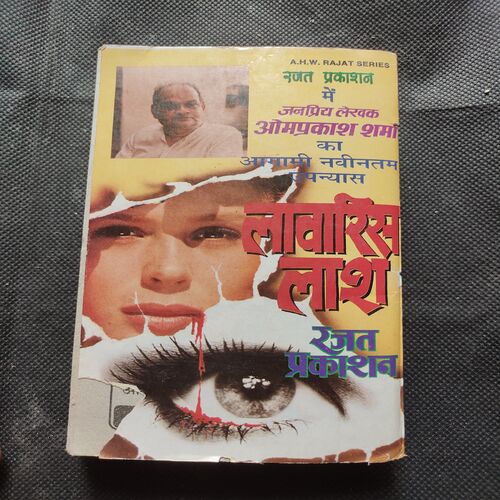 A.H.W. RAJAT SERIES
रजत प्रकाशन
में
जनप्रिय लेखक
ओमप्रकाश शर्मा
का
आगामी नवीनतम
उपन्यास
लावारिस
लाश
रजत
प्रकाशन